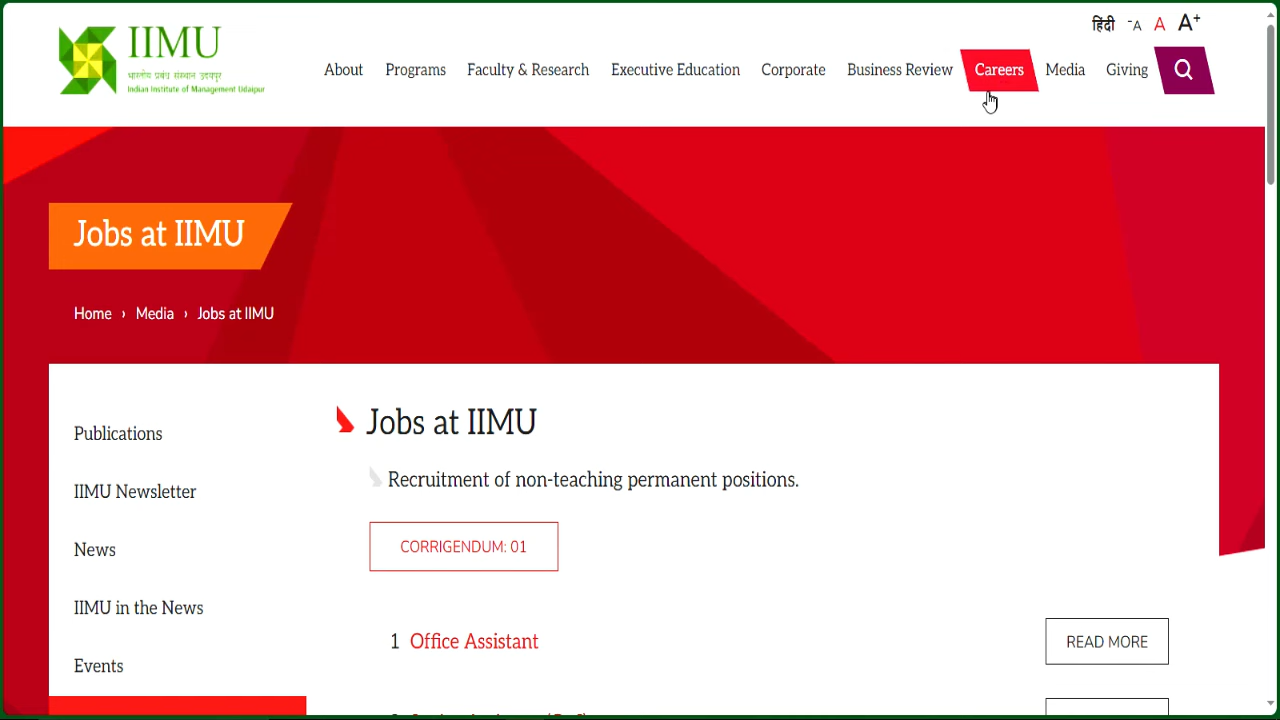 हिंदी -A A A+
IIMU
भारतीय प्रबंध संस्थान उदयपुर
Indian Institute of Management Udaipur
About Programs Faculty & Research Executive Education Corporate Business Review Careers Media Giving
Jobs at IIMU
Home › Media › Jobs at IIMU
Publications
IIMU Newsletter
News
IIMU in the News
Events
Jobs at IIMU
Recruitment of non-teaching permanent positions.
CORRIGENDUM: 01
1 Office Assistant READ MORE